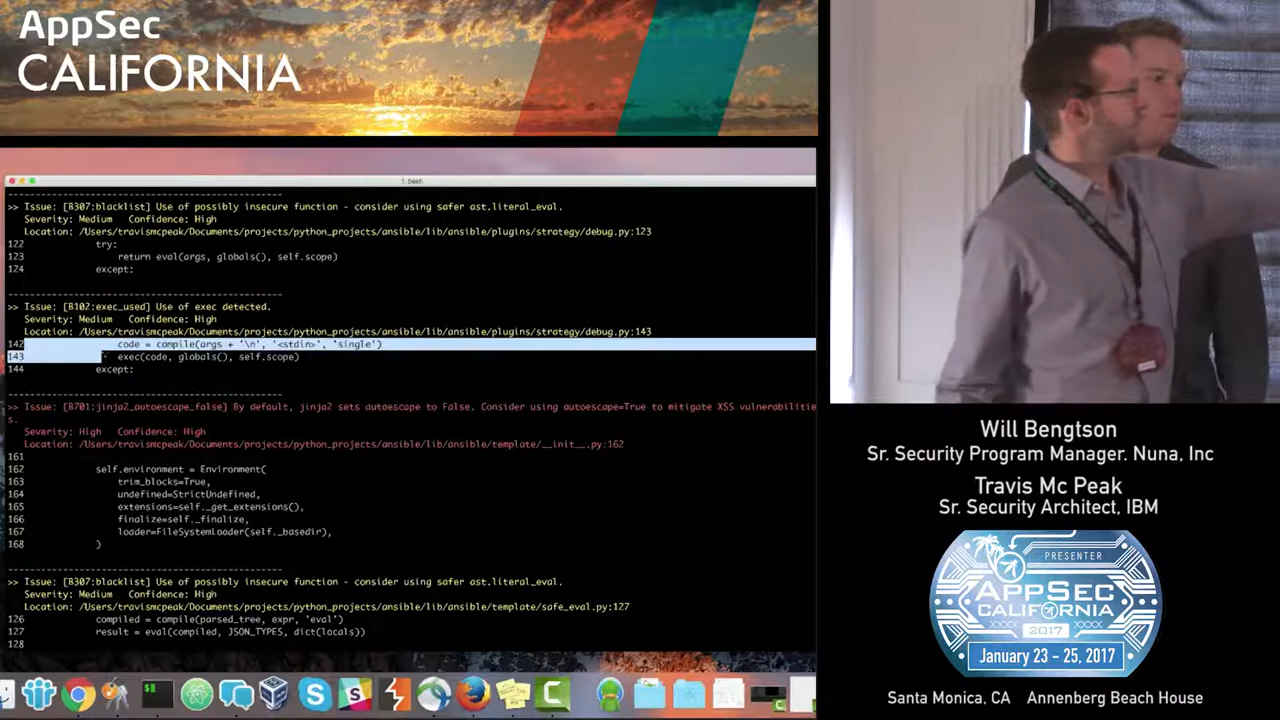 AppSec
CALIFORNIA
1. bash
>> Issue: [B307:blacklist] Use of possibly insecure function - consider using safer ast.literal_eval.
Severity: Medium   Confidence: High
Location: /Users/travismcpeak/Documents/projects/python_projects/ansible/lib/ansible/plugins/strategy/debug.py:123
122             try:
123                 return eval(args, globals(), self.scope)
124             except:
--------------------------------------------------
>> Issue: [B102:exec_used] Use of exec detected.
Severity: Medium   Confidence: High
Location: /Users/travismcpeak/Documents/projects/python_projects/ansible/lib/ansible/plugins/strategy/debug.py:143
142                 code = compile(args + '\n', '<stdin>', 'single')
143                 exec(code, globals(), self.scope)
144             except:
--------------------------------------------------
>> Issue: [B701:jinja2_autoescape_false] By default, jinja2 sets autoescape to False. Consider using autoescape=True to mitigate XSS vulnerabilitie
s.
Severity: High   Confidence: High
Location: /Users/travismcpeak/Documents/projects/python_projects/ansible/lib/ansible/template/__init__.py:162
161
162             self.environment = Environment(
163                 trim_blocks=True,
164                 undefined=StrictUndefined,
165                 extensions=self._get_extensions(),
166                 finalize=self._finalize,
167                 loader=FileSystemLoader(self._basedir),
168             )
--------------------------------------------------
>> Issue: [B307:blacklist] Use of possibly insecure function - consider using safer ast.literal_eval.
Severity: Medium   Confidence: High
Location: /Users/travismcpeak/Documents/projects/python_projects/ansible/lib/ansible/template/safe_eval.py:127
126             compiled = compile(parsed_tree, expr, 'eval')
127             result = eval(compiled, JSON_TYPES, dict(locals))
128
Will Bengtson
Sr. Security Program Manager. Nuna, Inc
Travis Mc Peak
Sr. Security Architect, IBM
PRESENTER
APPSEC
CALIFORNIA
XXXX 2017 XXXX
January 23 - 25, 2017
Santa Monica, CA   Annenberg Beach House